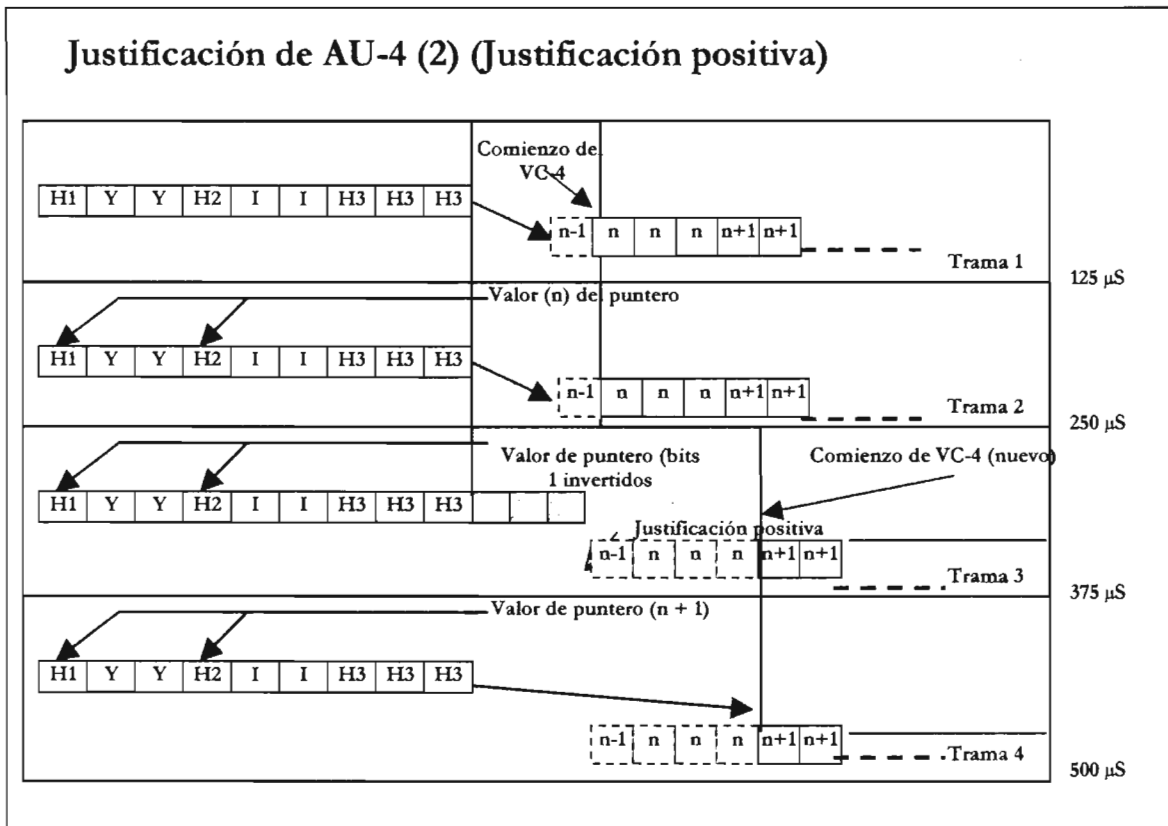 Justificación de AU-4 (2) (Justificación positiva)
Comienzo de
VC-4
H1 Y Y H2 I I H3 H3 H3
n-1 n n n n+1 n+1
Trama 1
125 µS
Valor (n) del puntero
H1 Y Y H2 I I H3 H3 H3
n-1 n n n n+1 n+1
Trama 2
250 µS
Valor de puntero (bits
1 invertidos
Comienzo de VC-4 (nuevo)
H1 Y Y H2 I I H3 H3 H3
Justificación positiva
n-1 n n n n+1 n+1
Trama 3
375 µS
Valor de puntero (n + 1)
H1 Y Y H2 I I H3 H3 H3
n-1 n n n n+1 n+1
Trama 4
500 µS